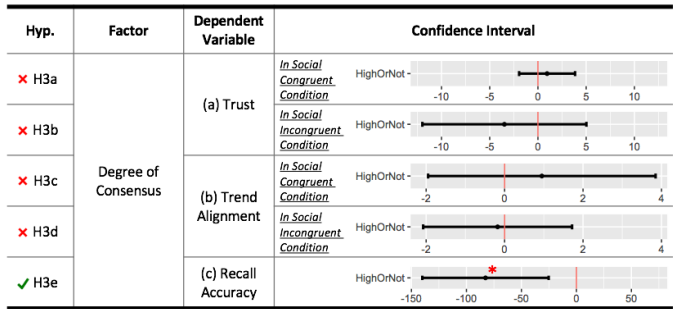 Hyp. Factor Dependent Variable Confidence Interval
✗ H3a
Degree of
Consensus
(a) Trust
In Social
Congruent
Condition
HighOrNot
-10 -5 0 5 10
✗ H3b
In Social
Incongruent
Condition
HighOrNot
-10 -5 0 5 10
✗ H3c
(b) Trend
Alignment
In Social
Congruent
Condition
HighOrNot
-2 0 2 4
✗ H3d
In Social
Incongruent
Condition
HighOrNot
-2 0 2 4
✓ H3e
(c) Recall
Accuracy
HighOrNot
*
-150 -100 -50 0 50